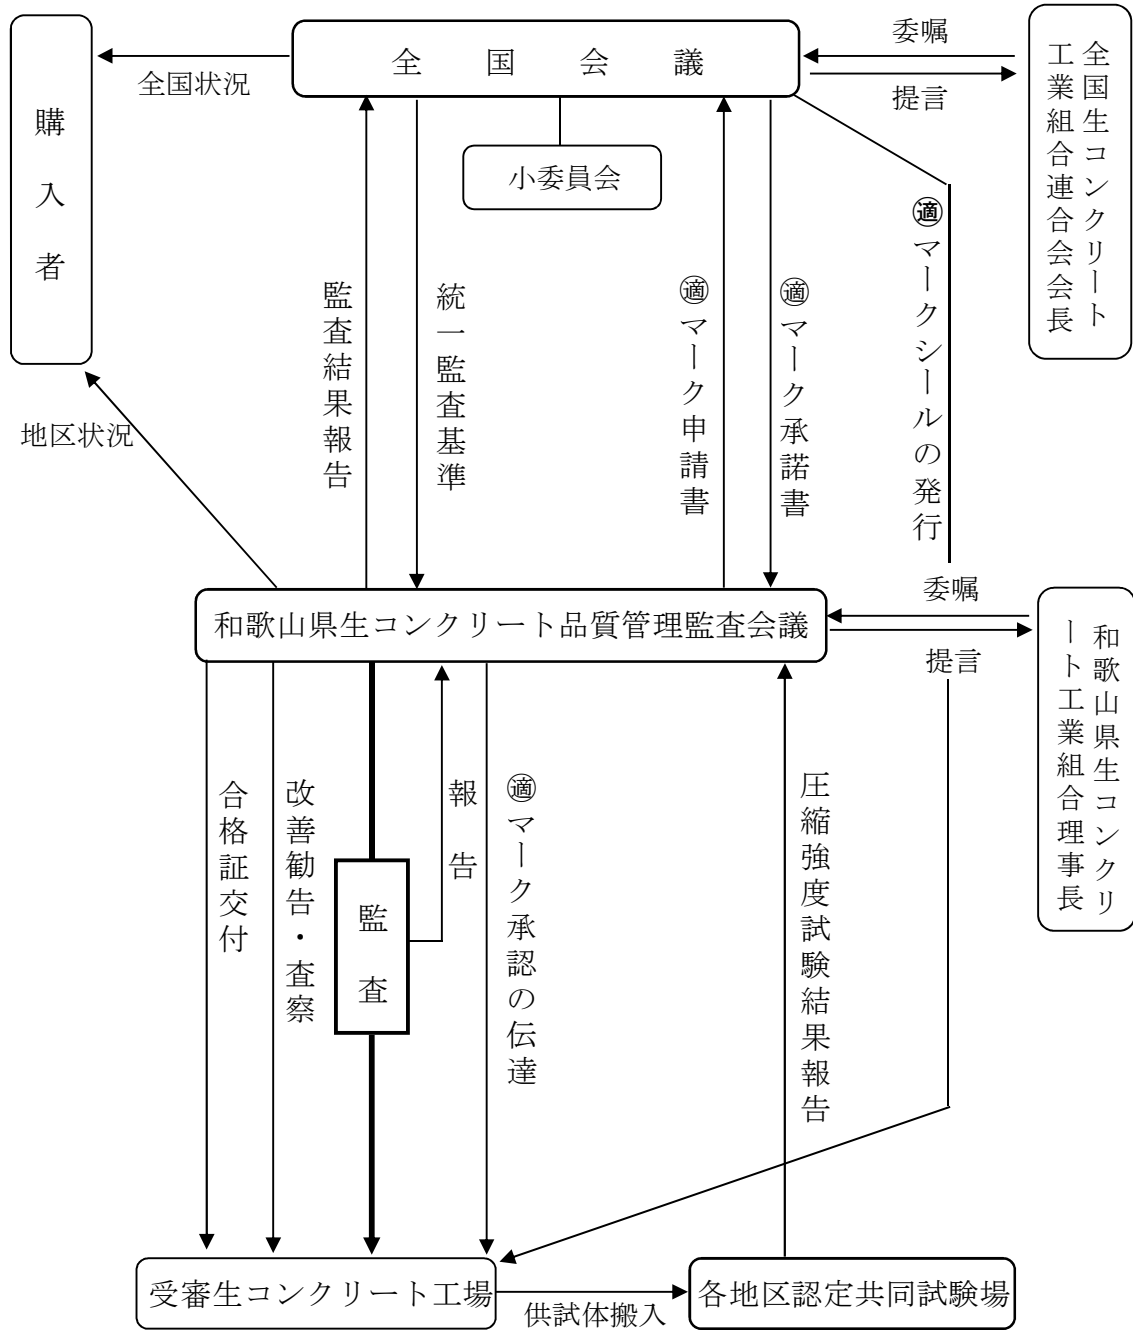 全国会議
委嘱
提言
全国状況
購入者
小委員会
全国生コンクリート
工業組合連合会会長
監査結果報告
統一監査基準
適マーク申請書
適マーク承諾書
適マークシールの発行
地区状況
和歌山県生コンクリート品質管理監査会議
委嘱
提言
和歌山県生コンクリ
ート工業組合理事長
合格証交付
改善勧告・査察
監査
報告
適マーク承認の伝達
圧縮強度試験結果報告
受審生コンクリート工場
供試体搬入
各地区認定共同試験場